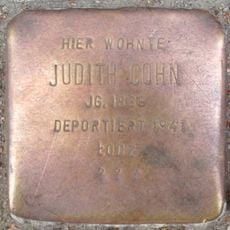 HIER WOHNTE
JUDITH COHN
JG.
DEPORTIERT 1941
LODZ
???